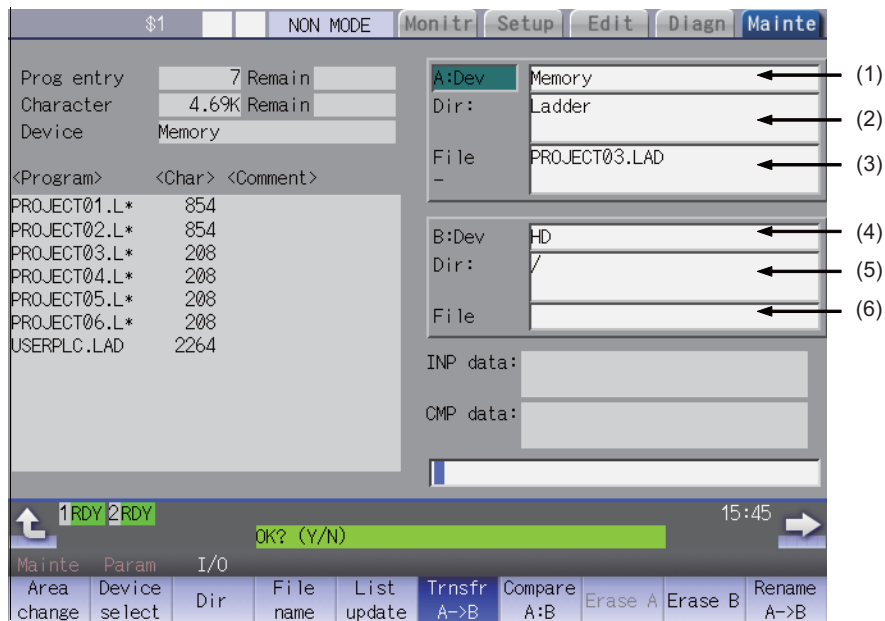 $1 NON MODE Monitr Setup Edit Diagn Mainte
Prog entry 7 Remain
Character 4.69K Remain
Device Memory
<Program> <Char> <Comment>
PROJECT01.L* 854
PROJECT02.L* 854
PROJECT03.L* 208
PROJECT04.L* 208
PROJECT05.L* 208
PROJECT06.L* 208
USERPLC.LAD 2264
A:Dev Memory (1)
Dir: Ladder (2)
File PROJECT03.LAD (3)
–
B:Dev HD (4)
Dir: / (5)
File (6)
INP data:
CMP data:
1RDY 2RDY 15:45
OK? (Y/N)
Mainte Param I/O
Area change Device select Dir File name List update Trnsfr A->B Compare A:B Erase A Erase B Rename A->B